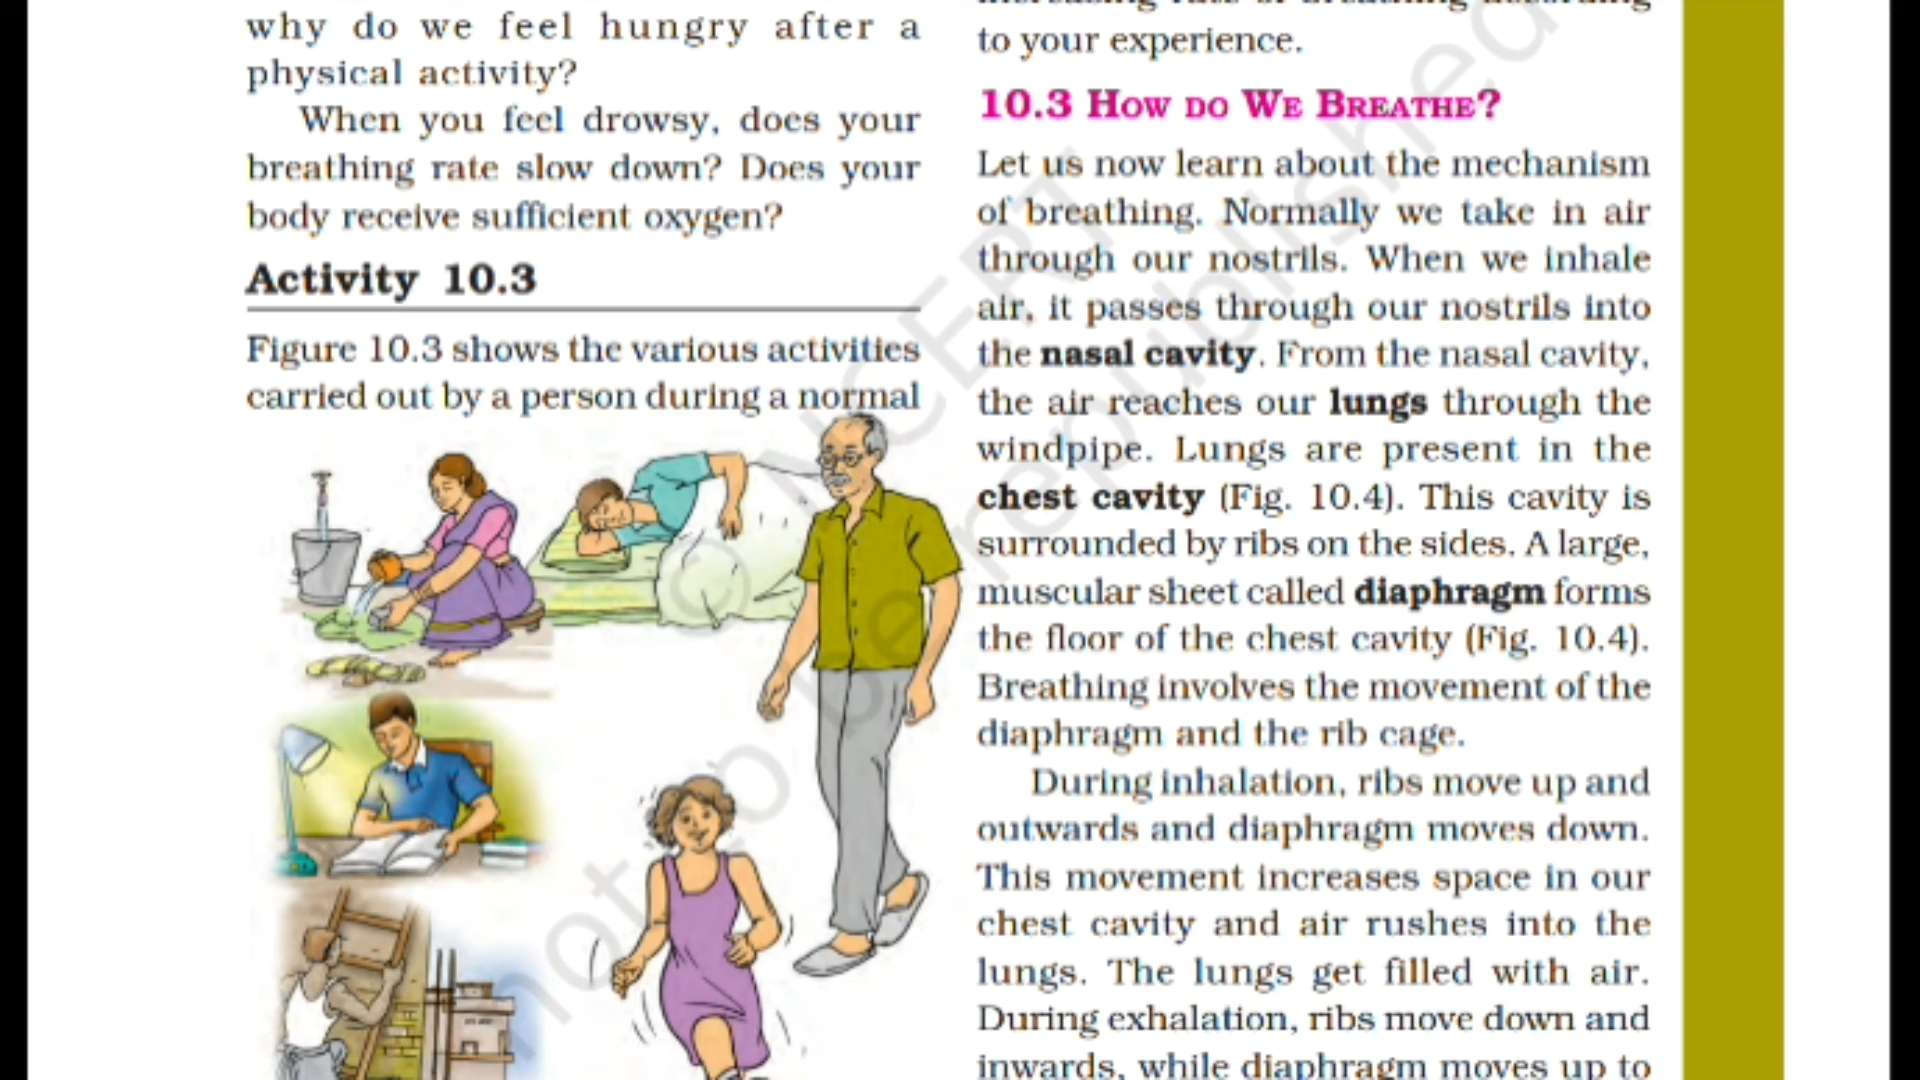 why do we feel hungry after a
physical activity?
When you feel drowsy, does your
breathing rate slow down? Does your
body receive sufficient oxygen?
Activity 10.3
Figure 10.3 shows the various activities
carried out by a person during a normal
to your experience.
10.3 HOW DO WE BREATHE?
Let us now learn about the mechanism
of breathing. Normally we take in air
through our nostrils. When we inhale
air, it passes through our nostrils into
the nasal cavity. From the nasal cavity,
the air reaches our lungs through the
windpipe. Lungs are present in the
chest cavity (Fig. 10.4). This cavity is
surrounded by ribs on the sides. A large,
muscular sheet called diaphragm forms
the floor of the chest cavity (Fig. 10.4).
Breathing involves the movement of the
diaphragm and the rib cage.
During inhalation, ribs move up and
outwards and diaphragm moves down.
This movement increases space in our
chest cavity and air rushes into the
lungs. The lungs get filled with air.
During exhalation, ribs move down and
inwards, while diaphragm moves up to
© NCERT
not to be republished